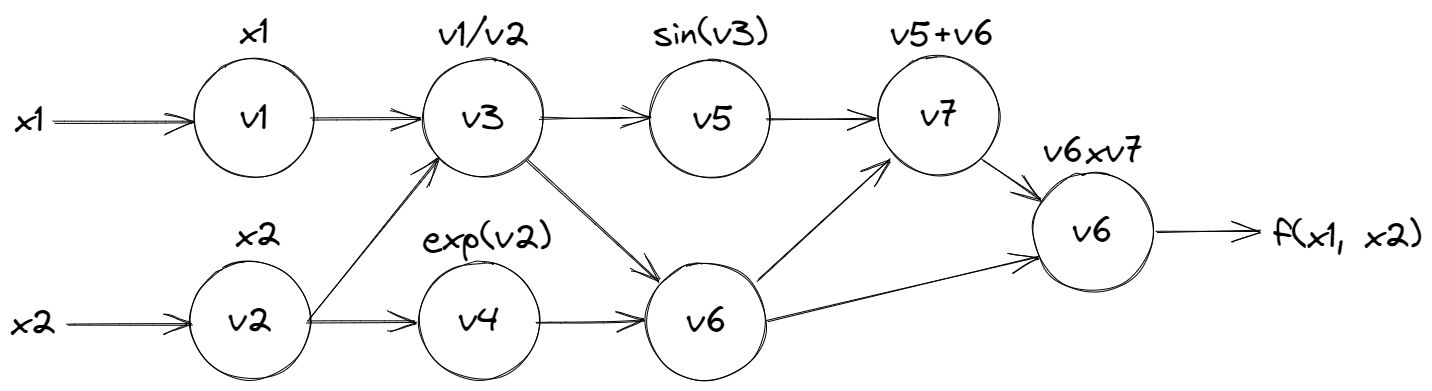 x1
v1/v2
sin(v3)
v5+v6
x1
v1
v3
v5
v7
v6xv7
x2
exp(v2)
v6
f(x1, x2)
x2
v2
v4
v6